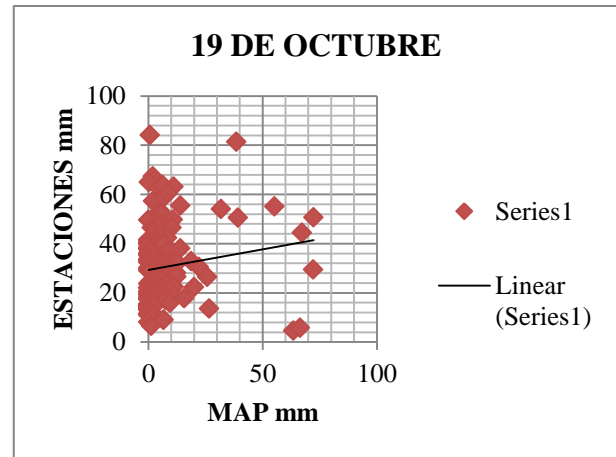 19 DE OCTUBRE
100
80
60
40
20
0
ESTACIONES mm
0 50 100
MAP mm
Series1
Linear
(Series1)